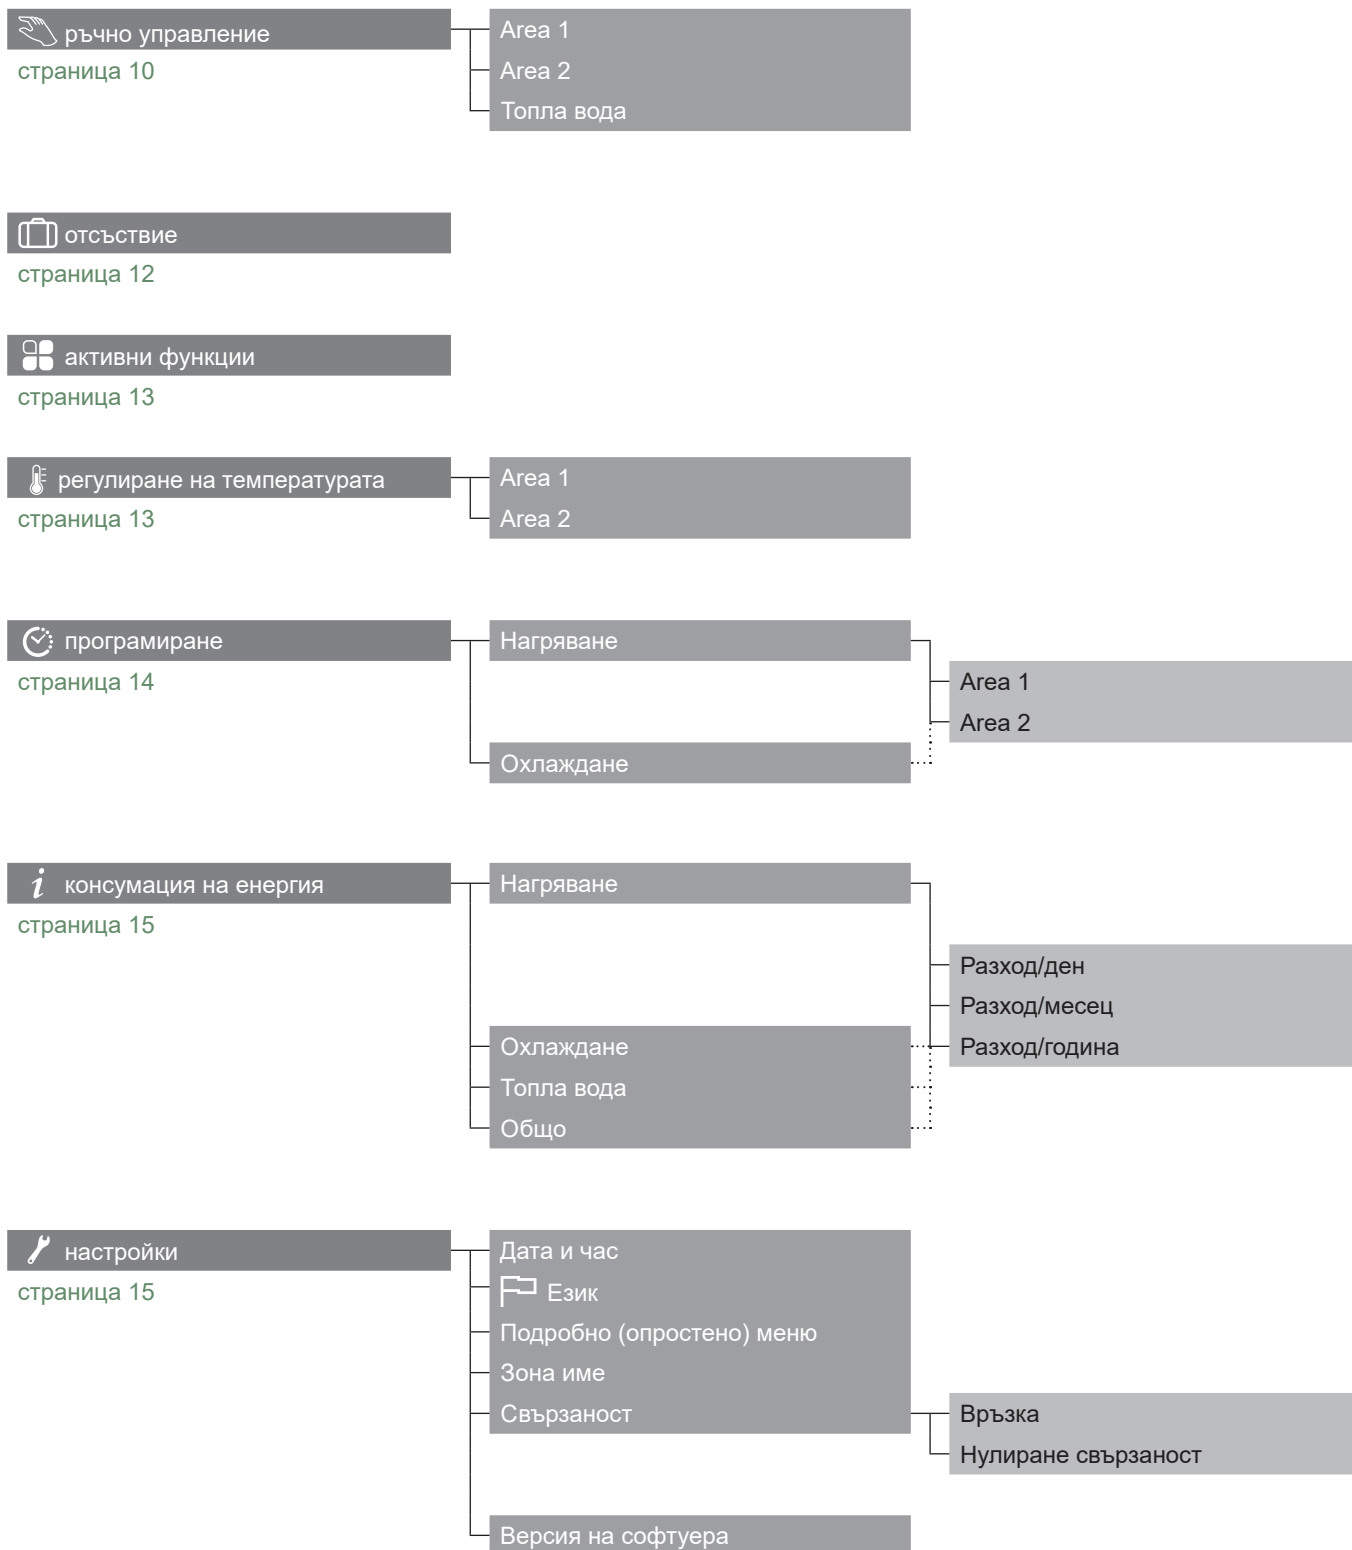 ръчно управление
страница 10
Area 1
Area 2
Топла вода
отсъствие
страница 12
активни функции
страница 13
регулиране на температурата
страница 13
Area 1
Area 2
програмиране
страница 14
Нагряване
Охлаждане
Area 1
Area 2
i консумация на енергия
страница 15
Нагряване
Охлаждане
Топла вода
Общо
Разход/ден
Разход/месец
Разход/година
настройки
страница 15
Дата и час
Език
Подробно (опростено) меню
Зона име
Свързаност
Версия на софтуера
Връзка
Нулиране свързаност